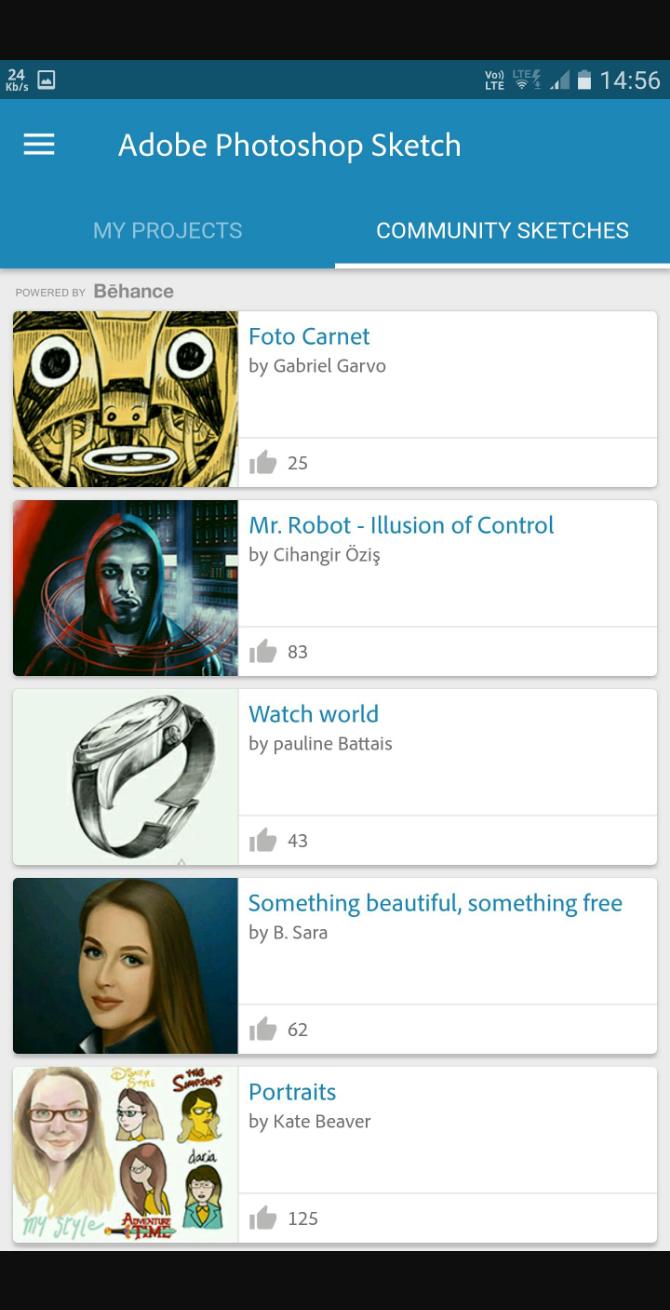 24
Kb/s
Vo))
LTE
LTE
14:56
Adobe Photoshop Sketch
MY PROJECTS
COMMUNITY SKETCHES
POWERED BY Bēhance
Foto Carnet
by Gabriel Garvo
25
Mr. Robot - Illusion of Control
by Cihangir Öziş
83
Watch world
by pauline Battais
43
Something beautiful, something free
by B. Sara
62
DISNEY
STYLE
THE
SIMPSONS
daria
my style
ADVENTURE
TIME
Portraits
by Kate Beaver
125